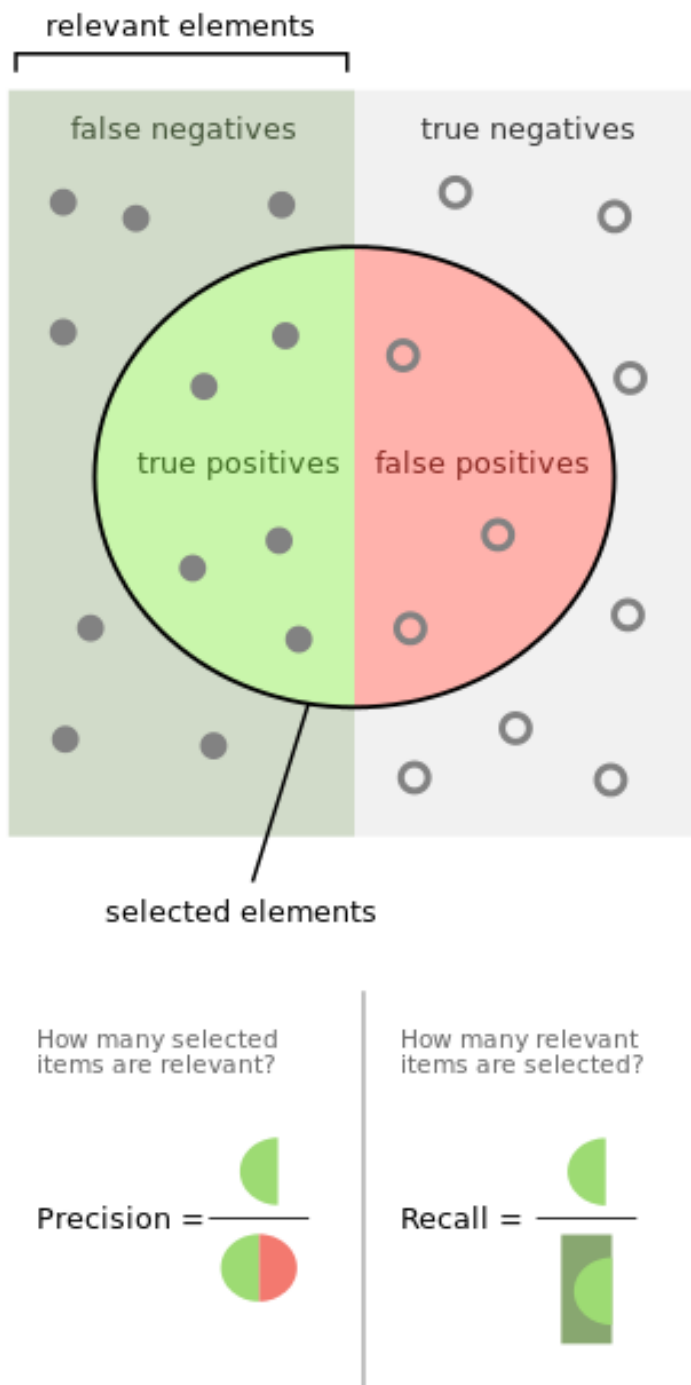 relevant elements
false negatives
true negatives
true positives
false positives
selected elements
How many selected
items are relevant?
Precision =
How many relevant
items are selected?
Recall =